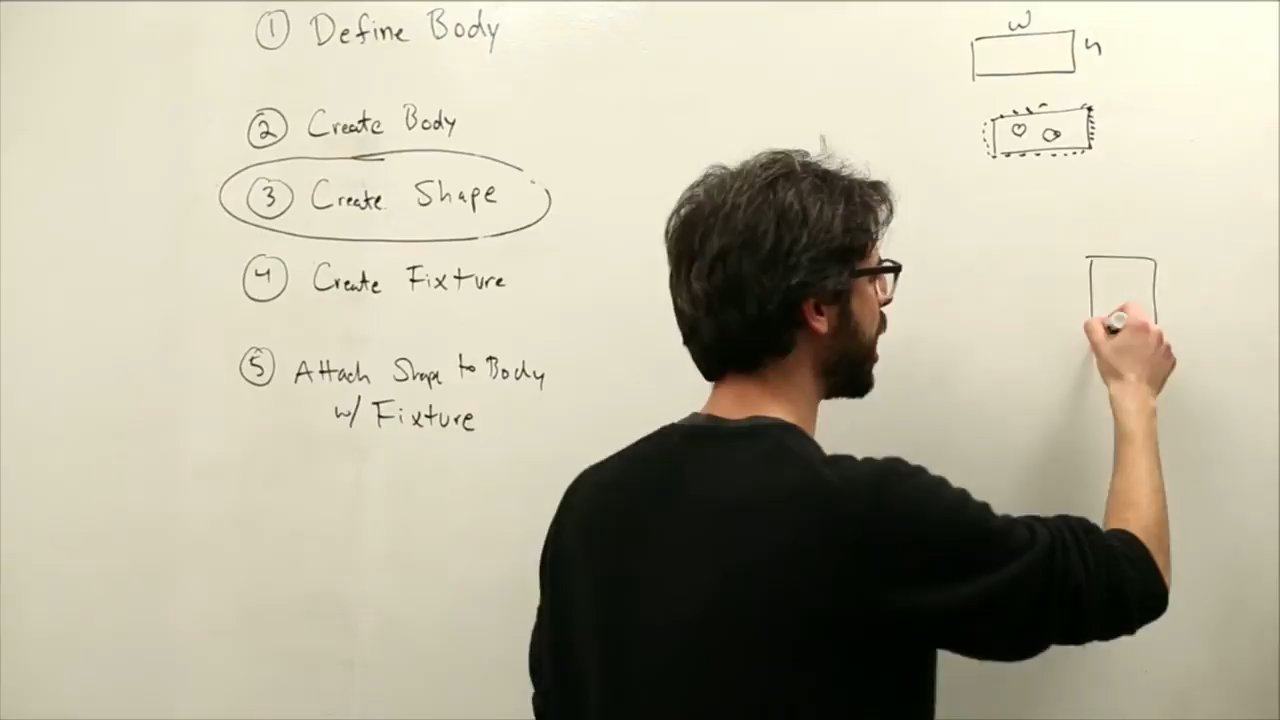 ① Define Body
② Create Body
③ Create Shape
④ Create Fixture
⑤ Attach Shape to Body
w/ Fixture
w
h